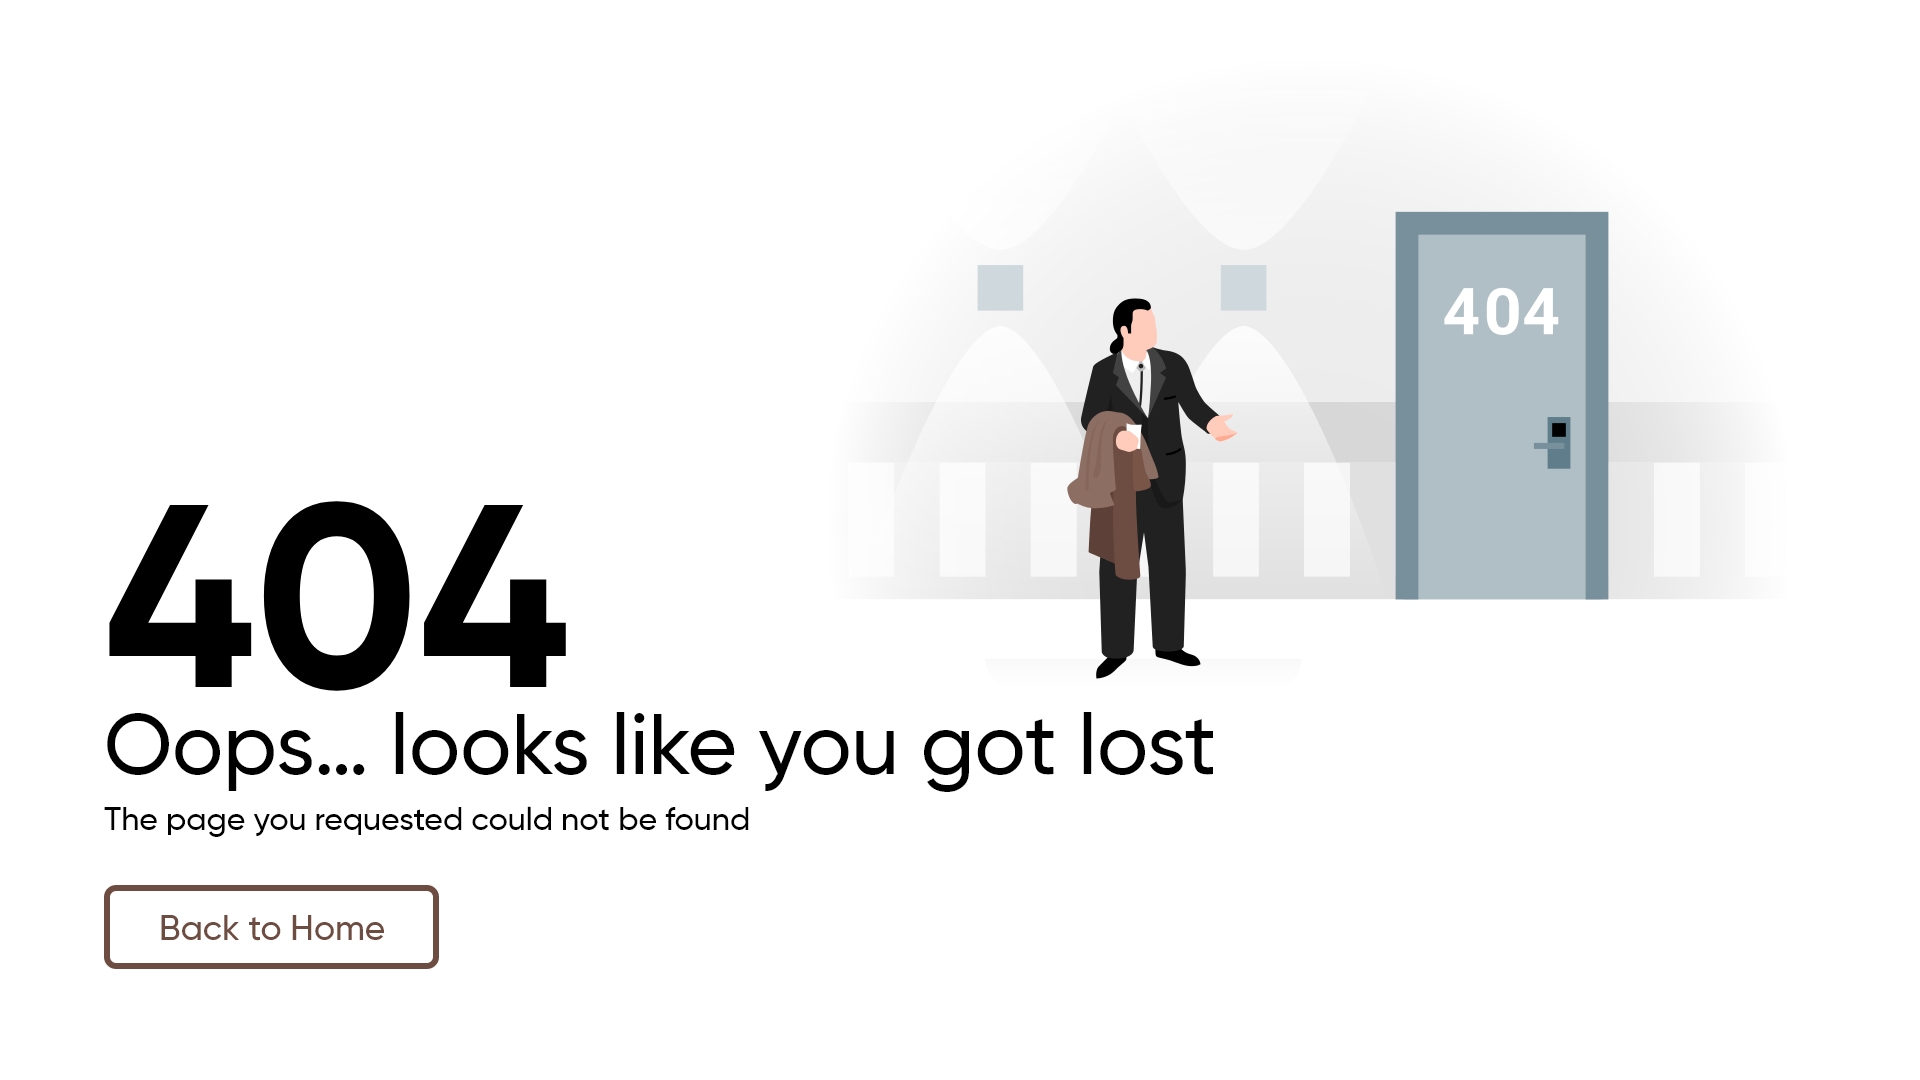 404
404
Oops... looks like you got lost
The page you requested could not be found
Back to Home